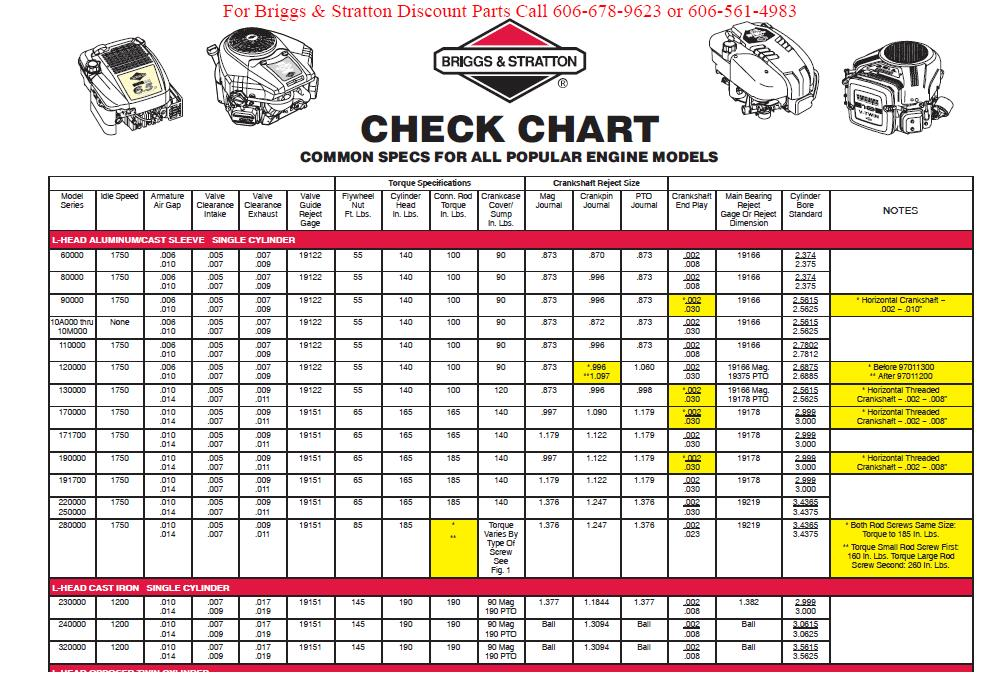 For Briggs & Stratton Discount Parts Call 606-678-9623 or 606-561-4983
BRIGGS & STRATTON
®
CHECK CHART
COMMON SPECS FOR ALL POPULAR ENGINE MODELS
Torque Specifications Crankshaft Reject Size
Model Series Idle Speed Armature Air Gap Valve Clearance Intake Valve Clearance Exhaust Valve Guide Reject Gage Flywheel Nut Ft. Lbs. Cylinder Head In. Lbs. Conn. Rod Torque In. Lbs. Crankcase Cover/ Sump In. Lbs. Mag Journal Crankpin Journal PTO Journal Crankshaft End Play Main Bearing Reject Gage Or Reject Dimension Cylinder Bore Standard NOTES
L-HEAD ALUMINUM/CAST SLEEVE SINGLE CYLINDER
60000 1750 .006 .005 .007 19122 55 140 100 90 .873 .870 .873 .002 19166 2.374
.010 .007 .009 .008 2.375
80000 1750 .006 .005 .007 19122 55 140 100 90 .873 .996 .873 .002 19166 2.374
.010 .007 .009 .008 2.375
90000 1750 .006 .005 .007 19122 55 140 100 90 .873 .996 .873 *.002 19166 2.5615 * Horizontal Crankshaft –
.010 .007 .009 .030 2.5625 .002 – .010"
10A000 thru None .006 .005 .007 19122 55 140 100 90 .873 .872 .873 .002 19166 2.5615
10M000 .010 .007 .009 .030 2.5625
110000 1750 .006 .005 .007 19122 55 140 100 90 .873 .996 .873 .002 19166 2.7802
.010 .007 .009 .008 2.7812
120000 1750 .006 .005 .007 19122 55 140 100 90 .873 *.996 1.060 .002 19166 Mag. 2.6875 * Before 97011300
.010 .007 .009 **1.097 .030 19375 PTO 2.6885 ** After 97011200
130000 1750 .010 .005 .009 19122 55 140 100 120 .873 .996 .998 *.002 19166 Mag 2.5615 * Horizontal Threaded
.014 .007 .011 .030 19178 PTO 2.5625 Crankshaft – .002 – .008"
170000 1750 .010 .005 .009 19151 65 165 165 140 .997 1.090 1.179 *.002 19178 2.999 * Horizontal Threaded
.014 .007 .011 .030 3.000 Crankshaft – .002 – .008"
171700 1750 .010 .005 .009 19151 65 165 165 140 1.179 1.122 1.179 .002 19178 2.999
.014 .007 .011 .030 3.000
190000 1750 .010 .005 .009 19151 65 165 185 140 .997 1.122 1.179 *.002 19178 2.999 * Horizontal Threaded
.014 .007 .011 .030 3.000 Crankshaft – .002 – .008"
191700 1750 .010 .005 .009 19151 65 165 185 140 1.179 1.122 1.179 .002 19178 2.999
.014 .007 .011 .030 3.000
220000 1750 .010 .005 .009 19151 65 165 185 140 1.376 1.247 1.376 .002 19219 3.4365
250000 .014 .007 .011 .030 3.4375
280000 1750 .010 .005 .009 19151 85 185 * Torque 1.376 1.247 1.376 .002 19219 3.4365 * Both Rod Screws Same Size:
.014 .007 .011 ** Varies By .023 3.4375 Torque to 185 In. Lbs.
Type Of
Screw ** Torque Small Rod Screw First:
See 160 In. Lbs. Torque Large Rod
Fig. 1 Screw Second: 260 In. Lbs.
L-HEAD CAST IRON SINGLE CYLINDER
230000 1200 .010 .007 .017 19151 145 190 190 90 Mag 1.377 1.1844 1.377 .002 1.382 2.999
.014 .009 .019 190 PTO .008 3.000
240000 1200 .010 .007 .017 19151 145 190 190 90 Mag Ball 1.3094 Ball .002 Ball 3.0615
.014 .009 .019 190 PTO .008 3.0625
320000 1200 .010 .007 .017 19151 145 190 190 90 Mag Ball 1.3094 Ball .002 Ball 3.5615
.014 .009 .019 190 PTO .008 3.5625